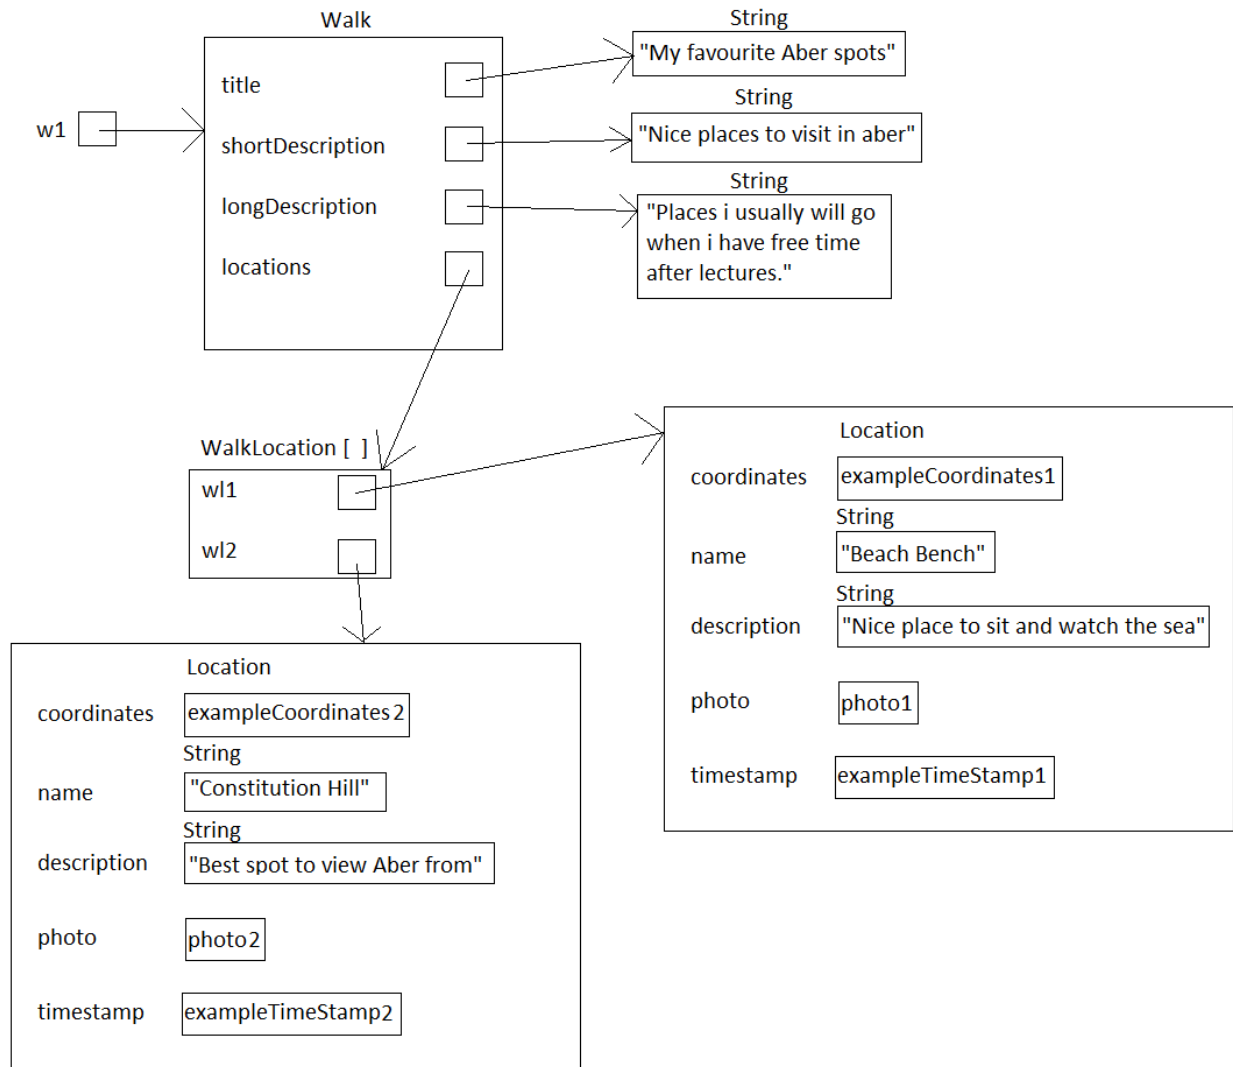 Walk
w1
title
shortDescription
longDescription
locations
String
"My favourite Aber spots"
String
"Nice places to visit in aber"
String
"Places i usually will go
when i have free time
after lectures."
WalkLocation [ ]
wl1
wl2
Location
coordinates exampleCoordinates1
String
name "Beach Bench"
String
description "Nice place to sit and watch the sea"
photo photo1
timestamp exampleTimeStamp1
Location
coordinates exampleCoordinates2
String
name "Constitution Hill"
String
description "Best spot to view Aber from"
photo photo2
timestamp exampleTimeStamp2